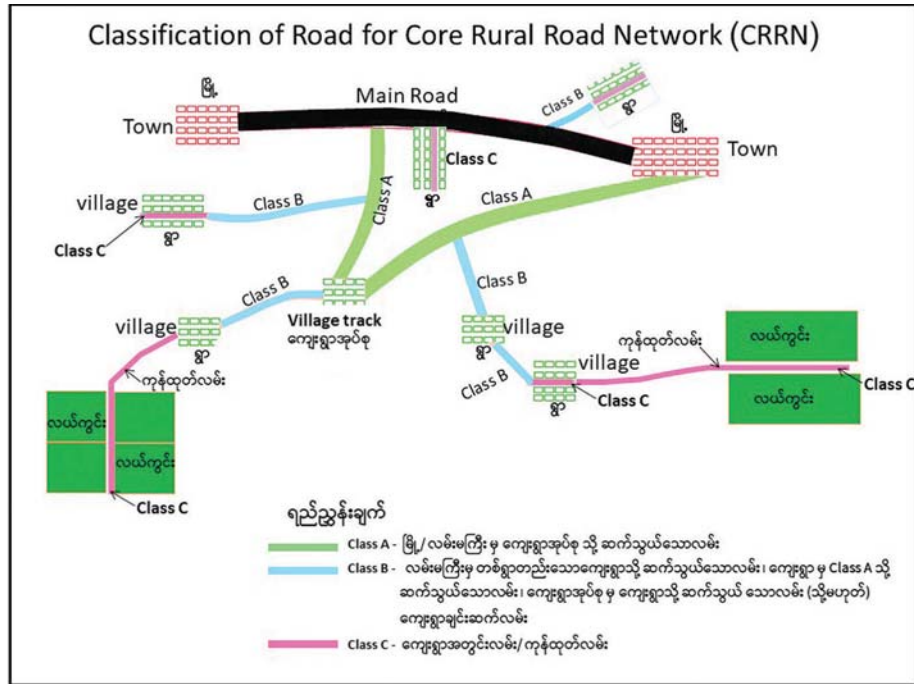 Classification of Road for Core Rural Road Network (CRRN)
မြို့
Main Road
Class B
ရွာ
မြို့
Town
Town
Class C
ရွာ
Class A
Class A
village
Class B
Class C
ရွာ
Class B
Class B
village
ရွာ
Village track
ကျေးရွာအုပ်စု
village
ရွာ
village
Class B
ရွာ
Class C
ကုန်ထုတ်လမ်း
ကုန်ထုတ်လမ်း
လယ်ကွင်း
လယ်ကွင်း
Class C
လယ်ကွင်း
လယ်ကွင်း
Class C
ရည်ညွှန်းချက်
Class A - မြို့/ လမ်းမကြီး မှ ကျေးရွာအုပ်စု သို့ ဆက်သွယ်သောလမ်း
Class B - လမ်းမကြီးမှ တစ်ရွာတည်းသောကျေးရွာသို့ ဆက်သွယ်သောလမ်း ၊ ကျေးရွာ မှ Class A သို့
ဆက်သွယ်သောလမ်း ၊ ကျေးရွာအုပ်စု မှ ကျေးရွာသို့ ဆက်သွယ် သောလမ်း (သို့မဟုတ်)
ကျေးရွာချင်းဆက်လမ်း
Class C - ကျေးရွာအတွင်းလမ်း/ ကုန်ထုတ်လမ်း